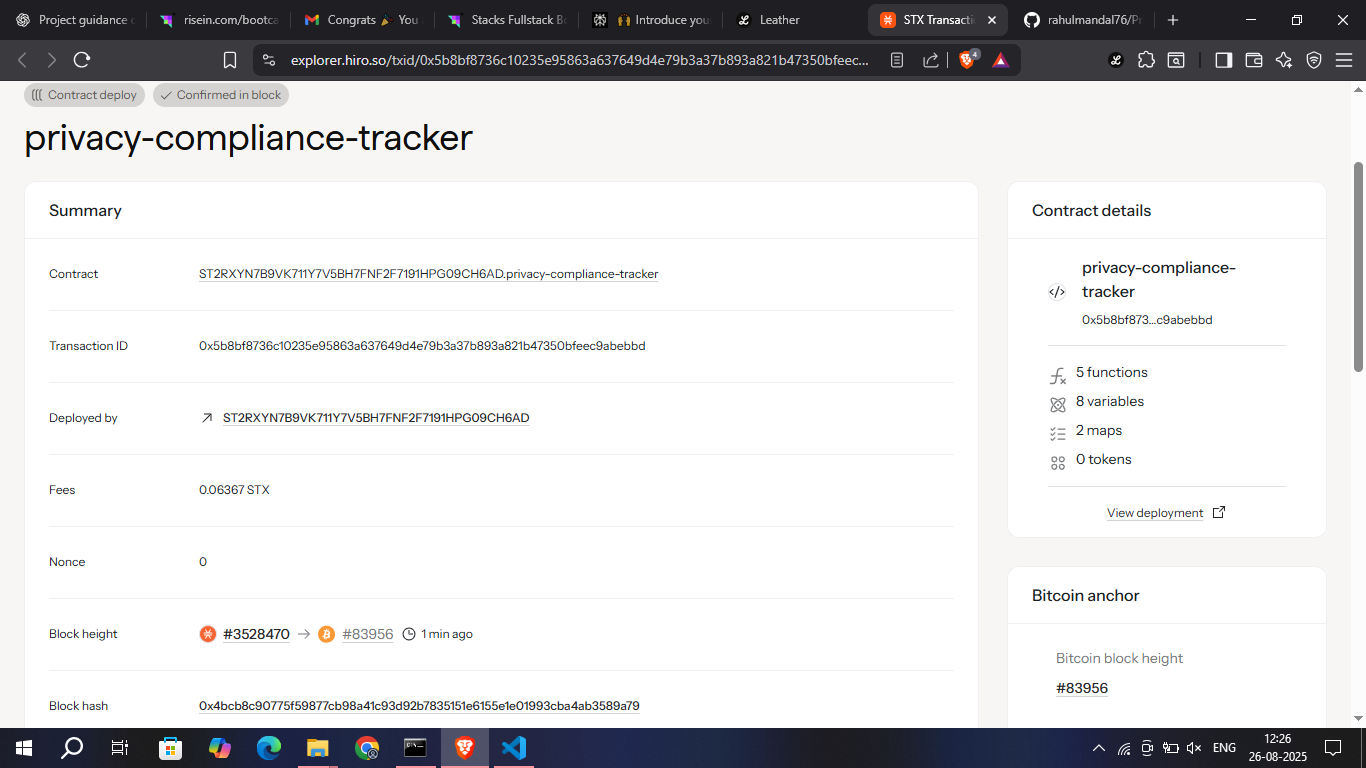 Project guidance c
risein.com/bootca
Congrats 🎉 You
Stacks Fullstack Bo
🙌 Introduce you
Leather
STX Transacti
rahulmandal76/Pr
explorer.hiro.so/txid/0x5b8bf8736c10235e95863a637649d4e79b3a37b893a821b47350bfeec...
4
Contract deploy
Confirmed in block
privacy-compliance-tracker
Summary
Contract
ST2RXYN7B9VK711Y7V5BH7FNF2F7191HPG09CH6AD.privacy-compliance-tracker
Transaction ID
0x5b8bf8736c10235e95863a637649d4e79b3a37b893a821b47350bfeec9abebbd
Deployed by
ST2RXYN7B9VK711Y7V5BH7FNF2F7191HPG09CH6AD
Fees
0.06367 STX
Nonce
0
Block height
#3528470
#83956
1 min ago
Block hash
0x4bcb8c90775f59877cb98a41c93d92b7835151e6155e1e01993cba4ab3589a79
Contract details
privacy-compliance-
tracker
0x5b8bf873...c9abebbd
5 functions
8 variables
2 maps
0 tokens
View deployment
Bitcoin anchor
Bitcoin block height
#83956
ENG
12:26
26-08-2025